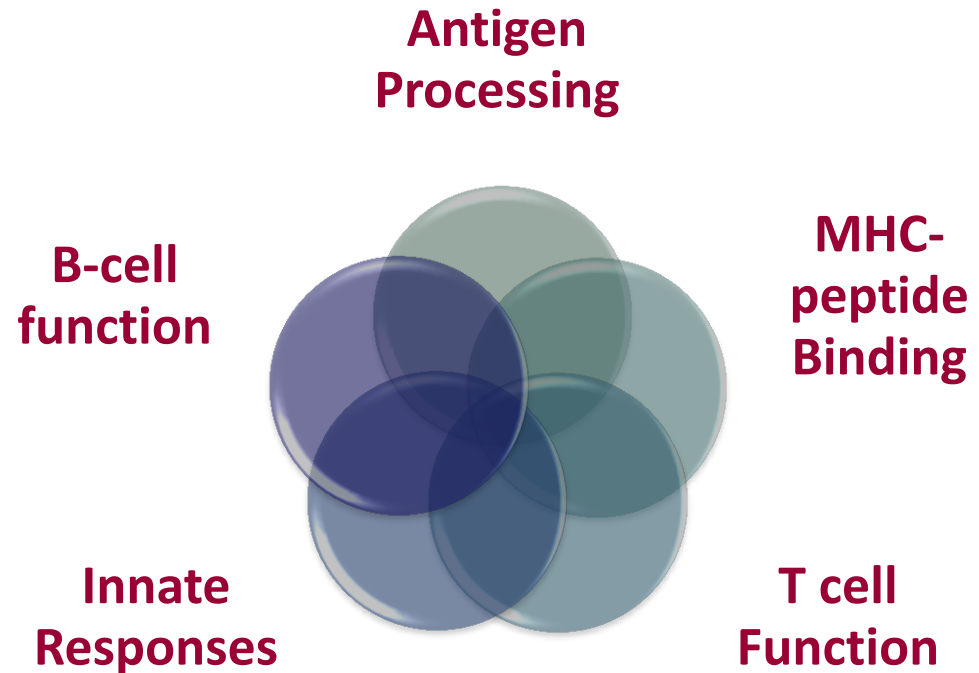 Antigen
Processing
MHC-
peptide
Binding
B-cell
function
T cell
Function
Innate
Responses